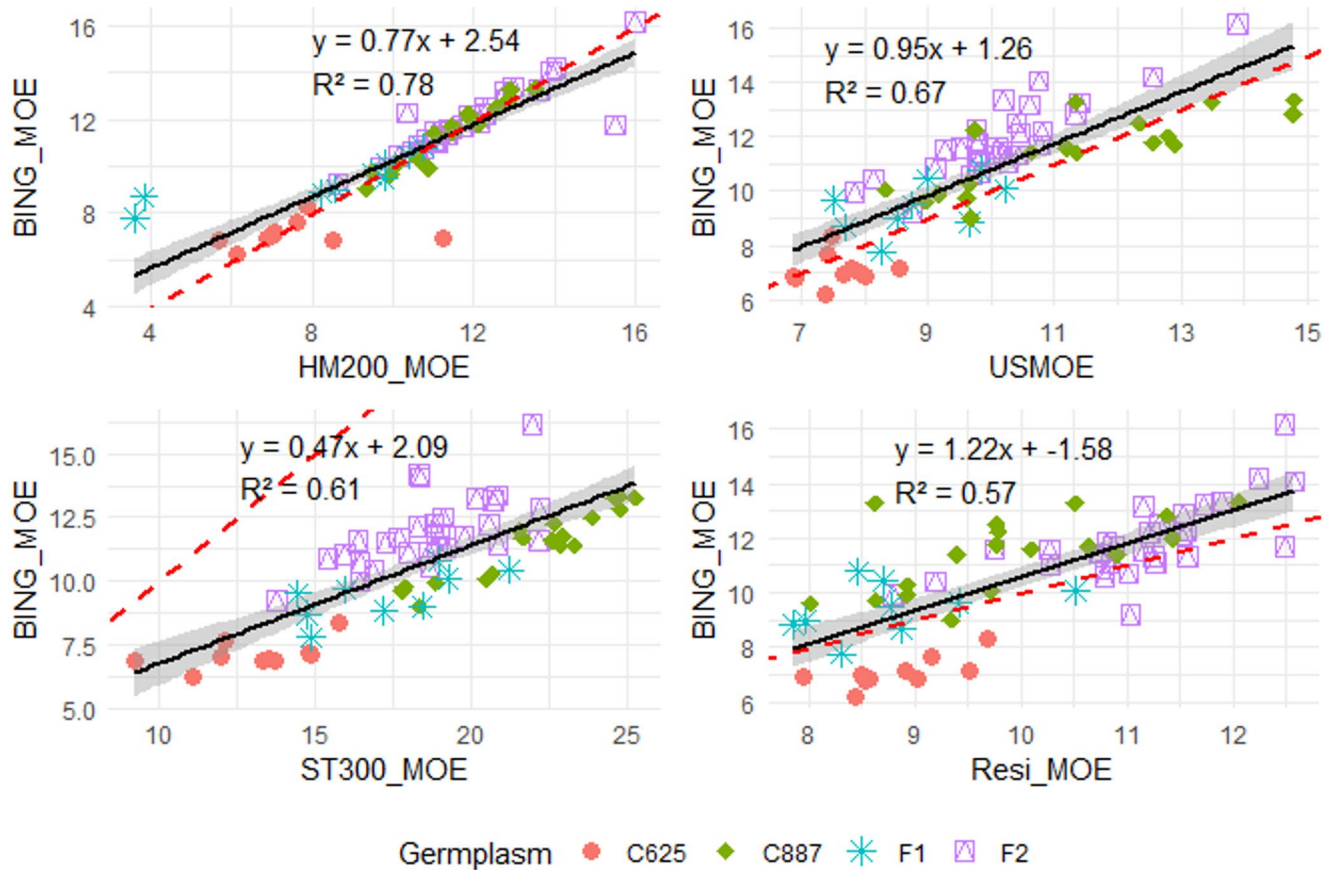 16
12
8
4
BING_MOE
y = 0.77x + 2.54
R² = 0.78
4
8
12
16
HM200_MOE
16
14
12
10
8
6
BING_MOE
y = 0.95x + 1.26
R² = 0.67
7
9
11
13
15
USMOE
15.0
12.5
10.0
7.5
5.0
BING_MOE
y = 0.47x + 2.09
R² = 0.61
10
15
20
25
ST300_MOE
16
14
12
10
8
6
BING_MOE
y = 1.22x + -1.58
R² = 0.57
8
9
10
11
12
Resi_MOE
Germplasm C625 C887 F1 F2